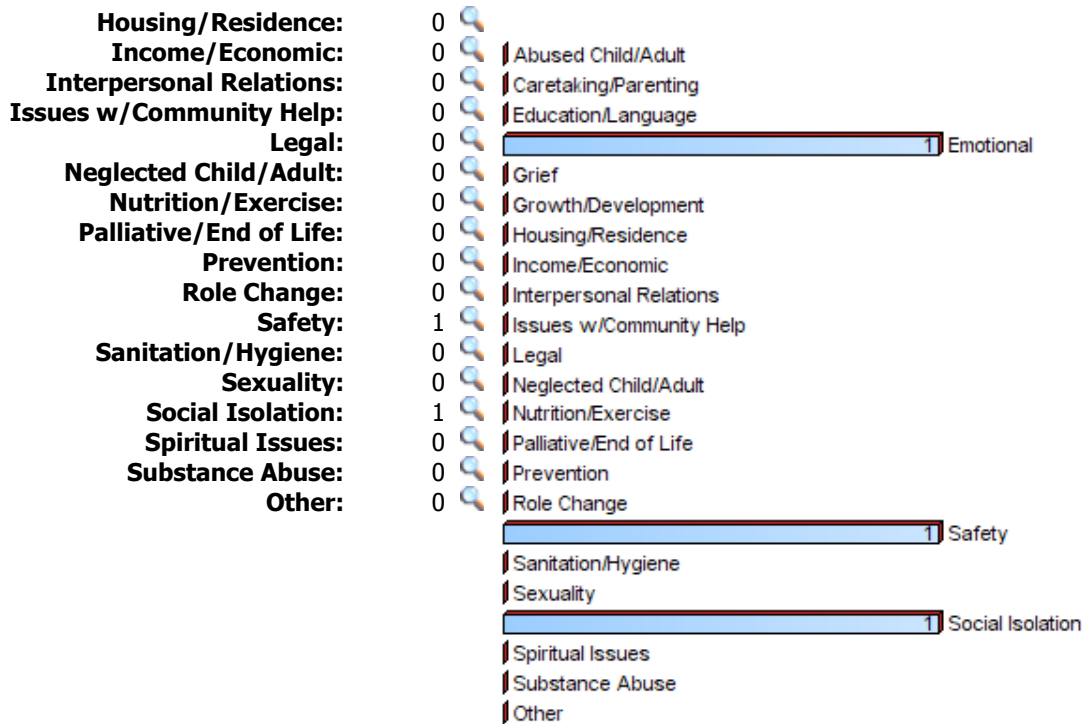 Housing/Residence: 0
Income/Economic: 0
Interpersonal Relations: 0
Issues w/Community Help: 0
Legal: 0
Neglected Child/Adult: 0
Nutrition/Exercise: 0
Palliative/End of Life: 0
Prevention: 0
Role Change: 0
Safety: 1
Sanitation/Hygiene: 0
Sexuality: 0
Social Isolation: 1
Spiritual Issues: 0
Substance Abuse: 0
Other: 0
Abused Child/Adult
Caretaking/Parenting
Education/Language
1 Emotional
Grief
Growth/Development
Housing/Residence
Income/Economic
Interpersonal Relations
Issues w/Community Help
Legal
Neglected Child/Adult
Nutrition/Exercise
Palliative/End of Life
Prevention
Role Change
1 Safety
Sanitation/Hygiene
Sexuality
1 Social Isolation
Spiritual Issues
Substance Abuse
Other